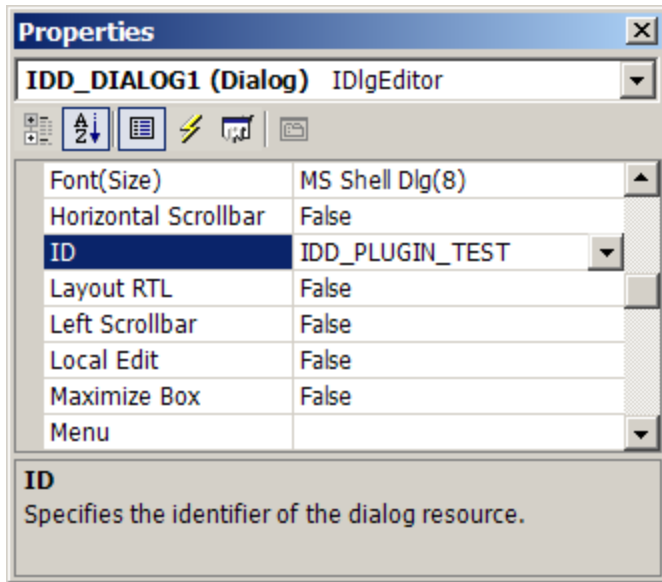 Properties
IDD_DIALOG1 (Dialog) IDlgEditor
Font(Size) MS Shell Dlg(8)
Horizontal Scrollbar False
ID IDD_PLUGIN_TEST
Layout RTL False
Left Scrollbar False
Local Edit False
Maximize Box False
Menu
ID
Specifies the identifier of the dialog resource.